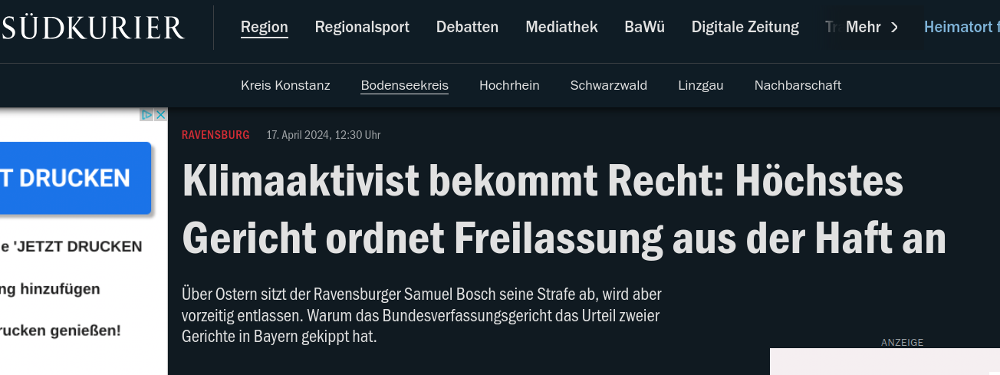 SÜDKURIER
Region Regionalsport Debatten Mediathek BaWü Digitale Zeitung Mehr Heimatort
Kreis Konstanz Bodenseekreis Hochrhein Schwarzwald Linzgau Nachbarschaft
T DRUCKEN
e 'JETZT DRUCKEN
ng hinzufügen
rucken genießen!
RAVENSBURG 17. April 2024, 12:30 Uhr
Klimaaktivist bekommt Recht: Höchstes
Gericht ordnet Freilassung aus der Haft an
Über Ostern sitzt der Ravensburger Samuel Bosch seine Strafe ab, wird aber
vorzeitig entlassen. Warum das Bundesverfassungsgericht das Urteil zweier
Gerichte in Bayern gekippt hat.
ANZEIGE